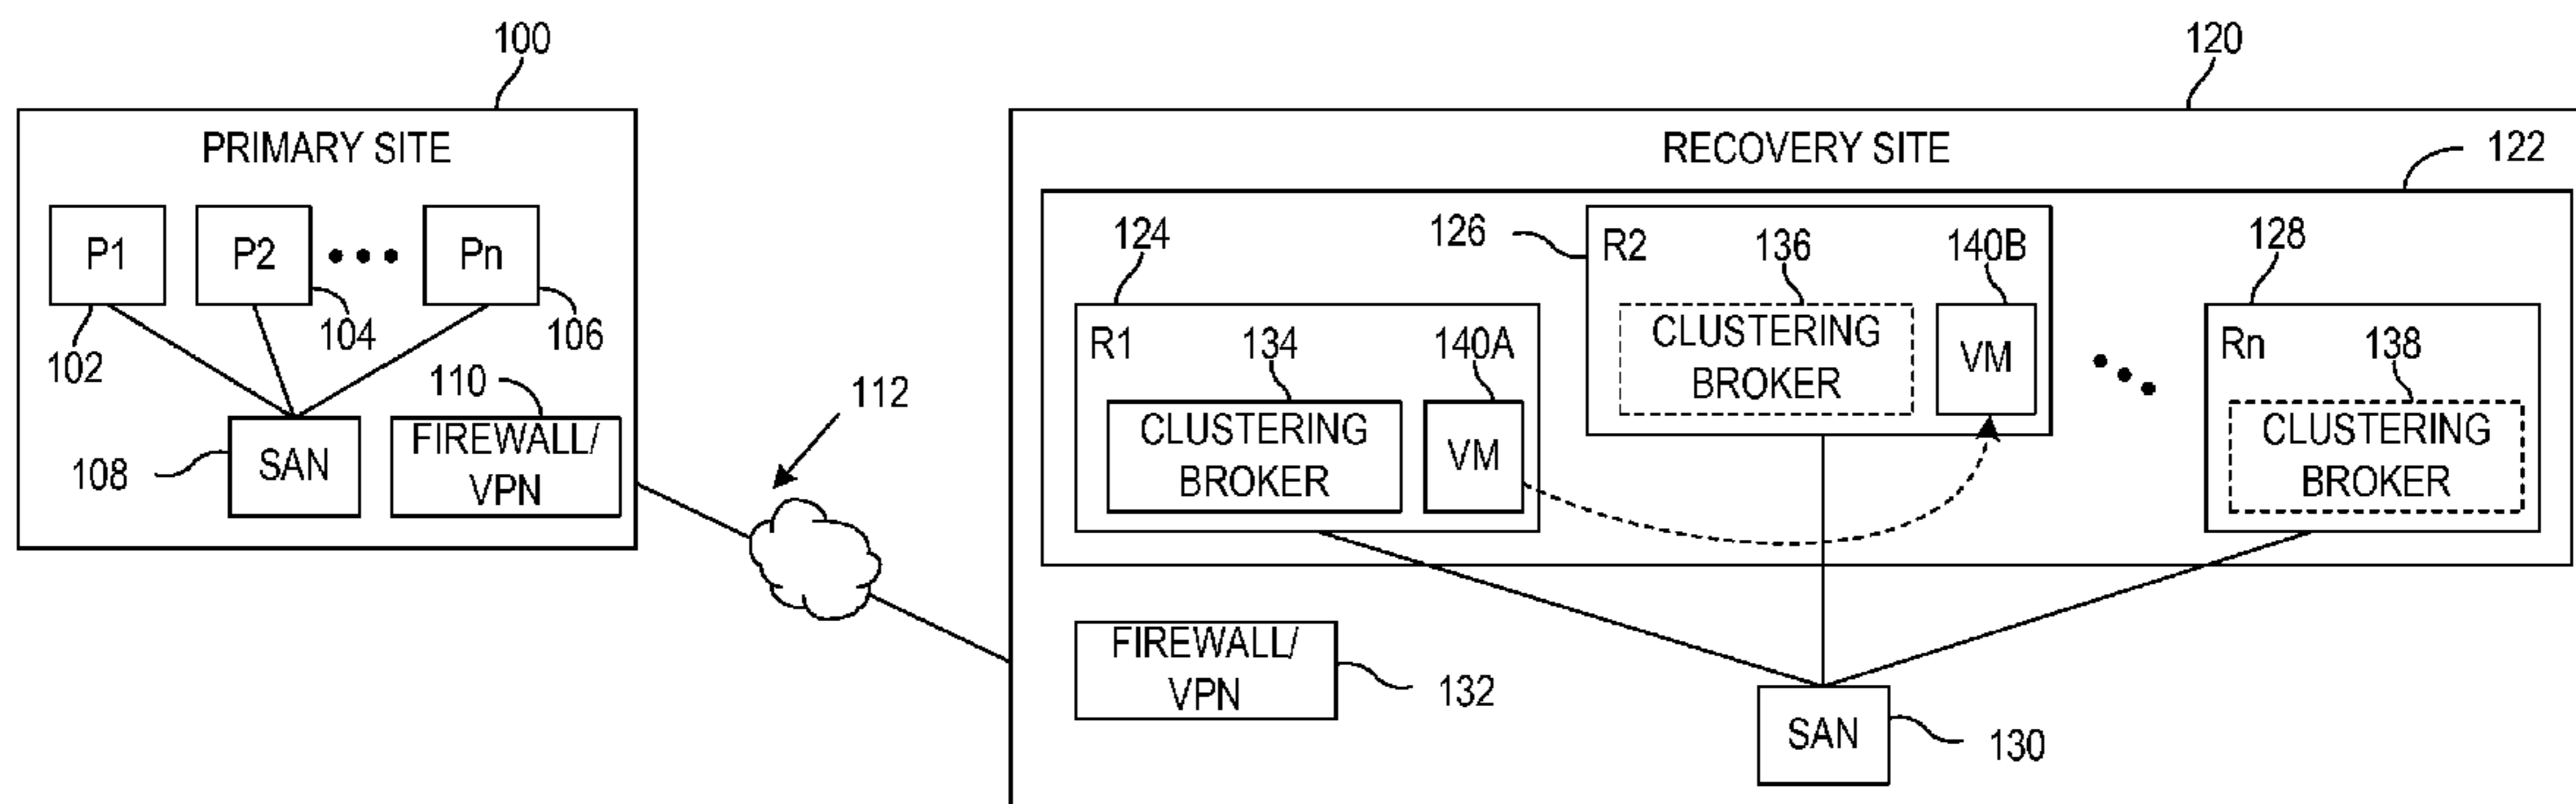 100
PRIMARY SITE
P1
P2
Pn
102
104
106
110
108
SAN
FIREWALL/
VPN
112
120
RECOVERY SITE
122
124
R1
134
140A
CLUSTERING
BROKER
VM
126
R2
136
140B
CLUSTERING
BROKER
VM
128
Rn
138
CLUSTERING
BROKER
FIREWALL/
VPN
132
SAN
130